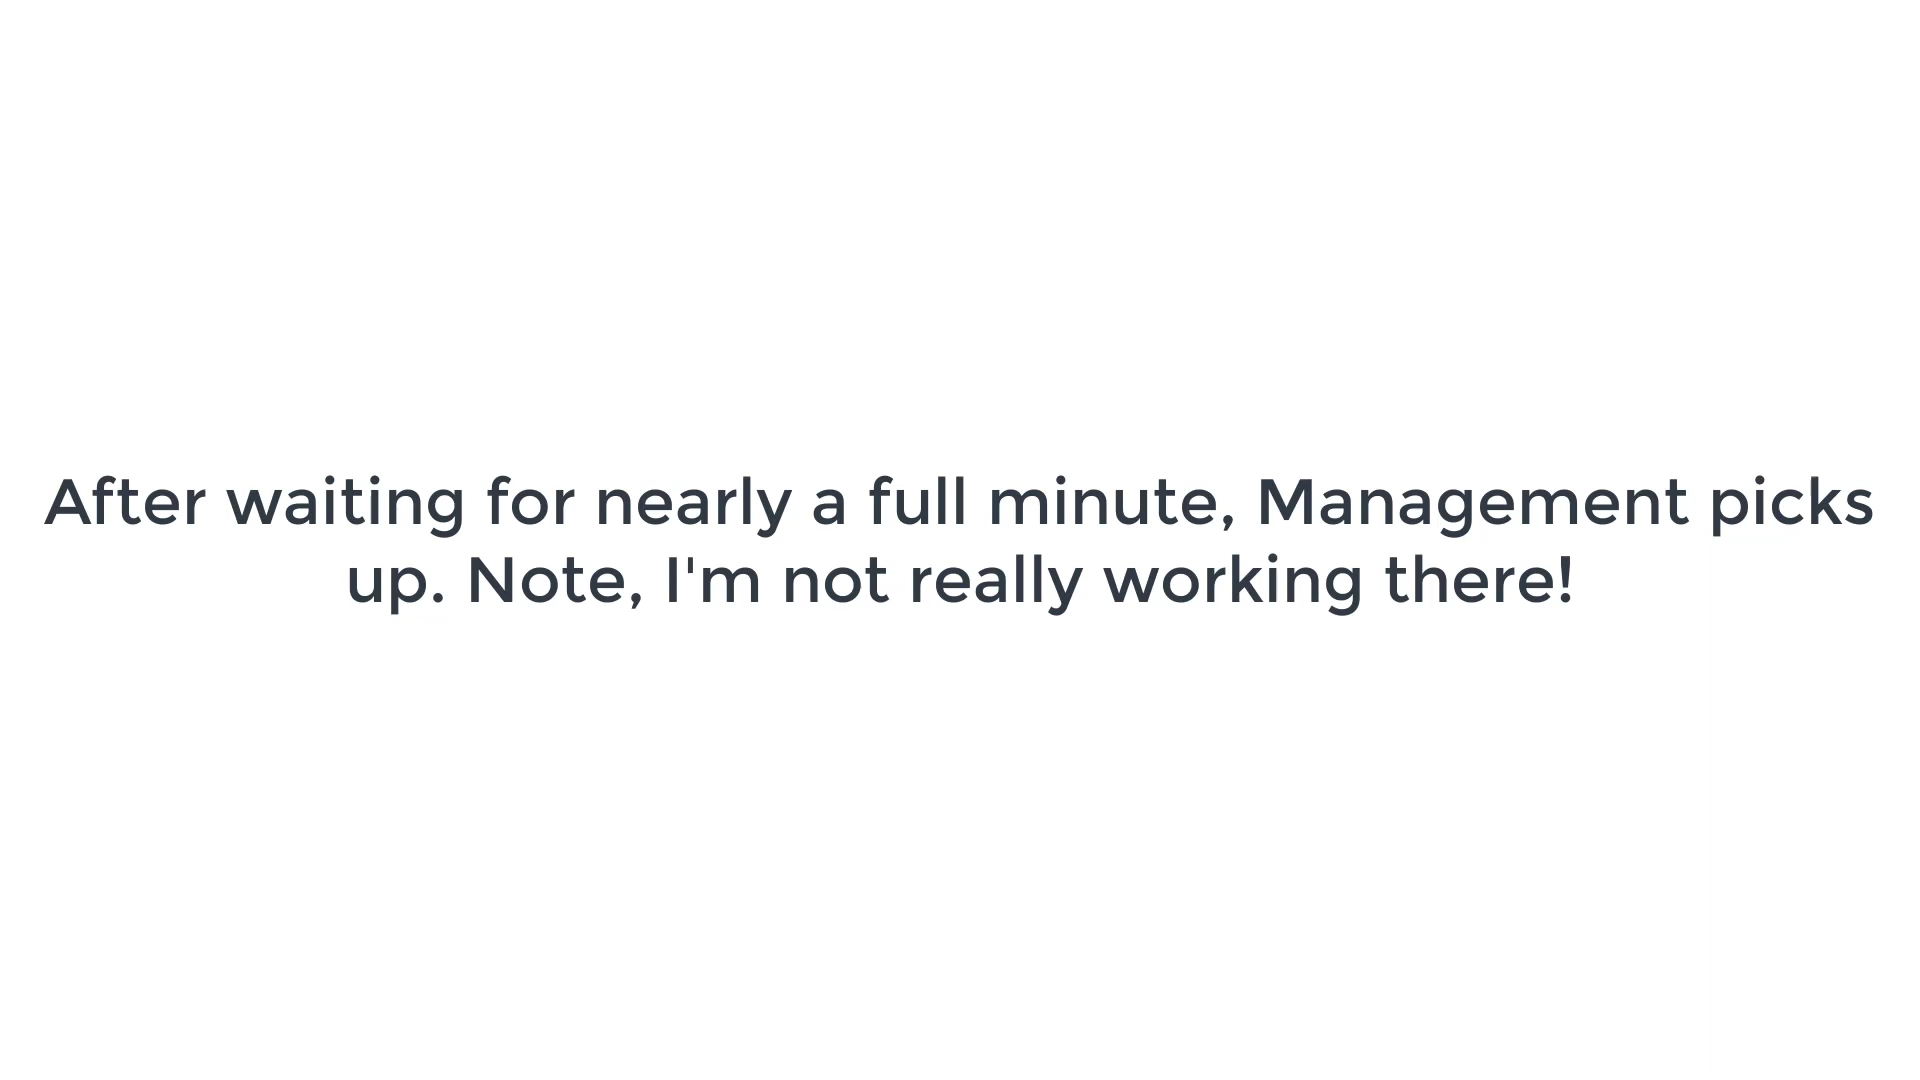 After waiting for nearly a full minute, Management picks
up. Note, I'm not really working there!